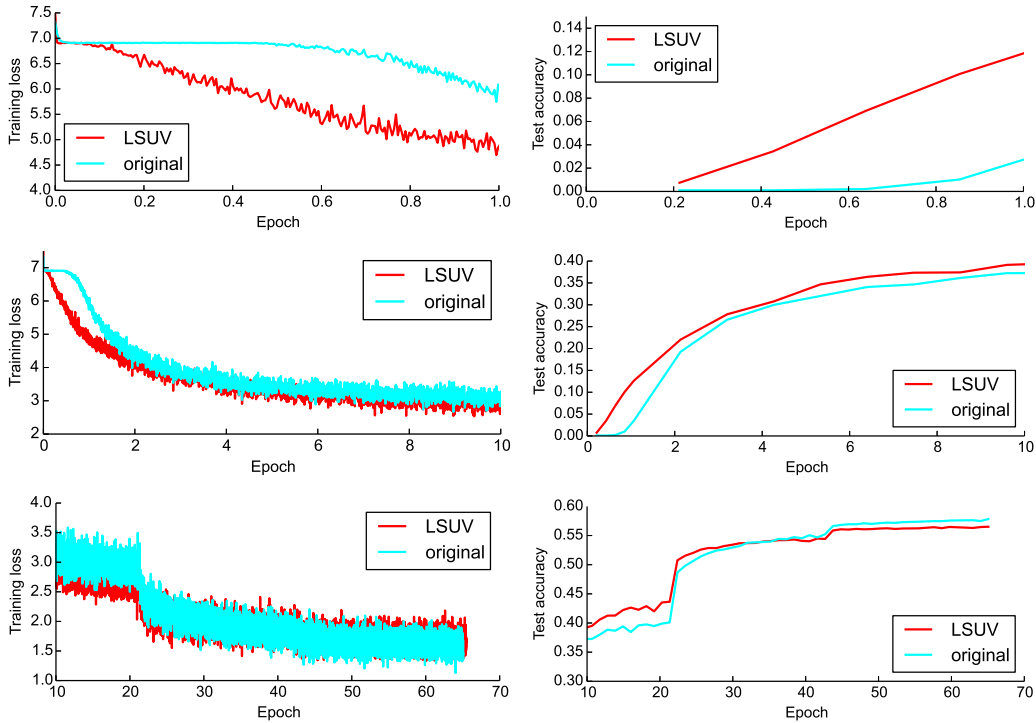 7.5
7.0
6.5
6.0
5.5
5.0
4.5
4.0
Training loss
LSUV
original
0.0 0.2 0.4 0.6 0.8 1.0
Epoch
0.14
0.12
0.10
0.08
0.06
0.04
0.02
0.00
Test accuracy
LSUV
original
0.0 0.2 0.4 0.6 0.8 1.0
Epoch
7
6
5
4
3
2
Training loss
LSUV
original
0 2 4 6 8 10
Epoch
0.40
0.35
0.30
0.25
0.20
0.15
0.10
0.05
0.00
Test accuracy
LSUV
original
0 2 4 6 8 10
Epoch
4.0
3.5
3.0
2.5
2.0
1.5
1.0
Training loss
LSUV
original
10 20 30 40 50 60 70
Epoch
0.60
0.55
0.50
0.45
0.40
0.35
0.30
Test accuracy
LSUV
original
10 20 30 40 50 60 70
Epoch